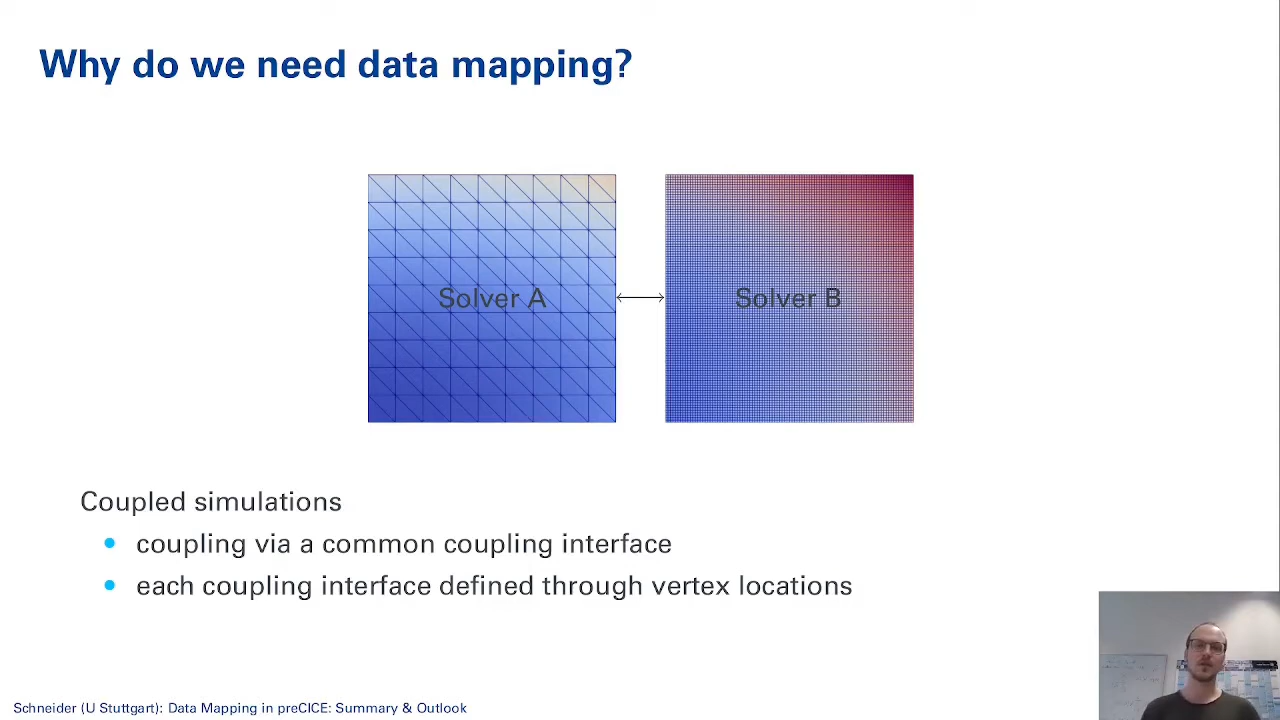 Why do we need data mapping?
Solver A
Solver B
Coupled simulations
coupling via a common coupling interface
each coupling interface defined through vertex locations
Schneider (U Stuttgart): Data Mapping in preCICE: Summary & Outlook